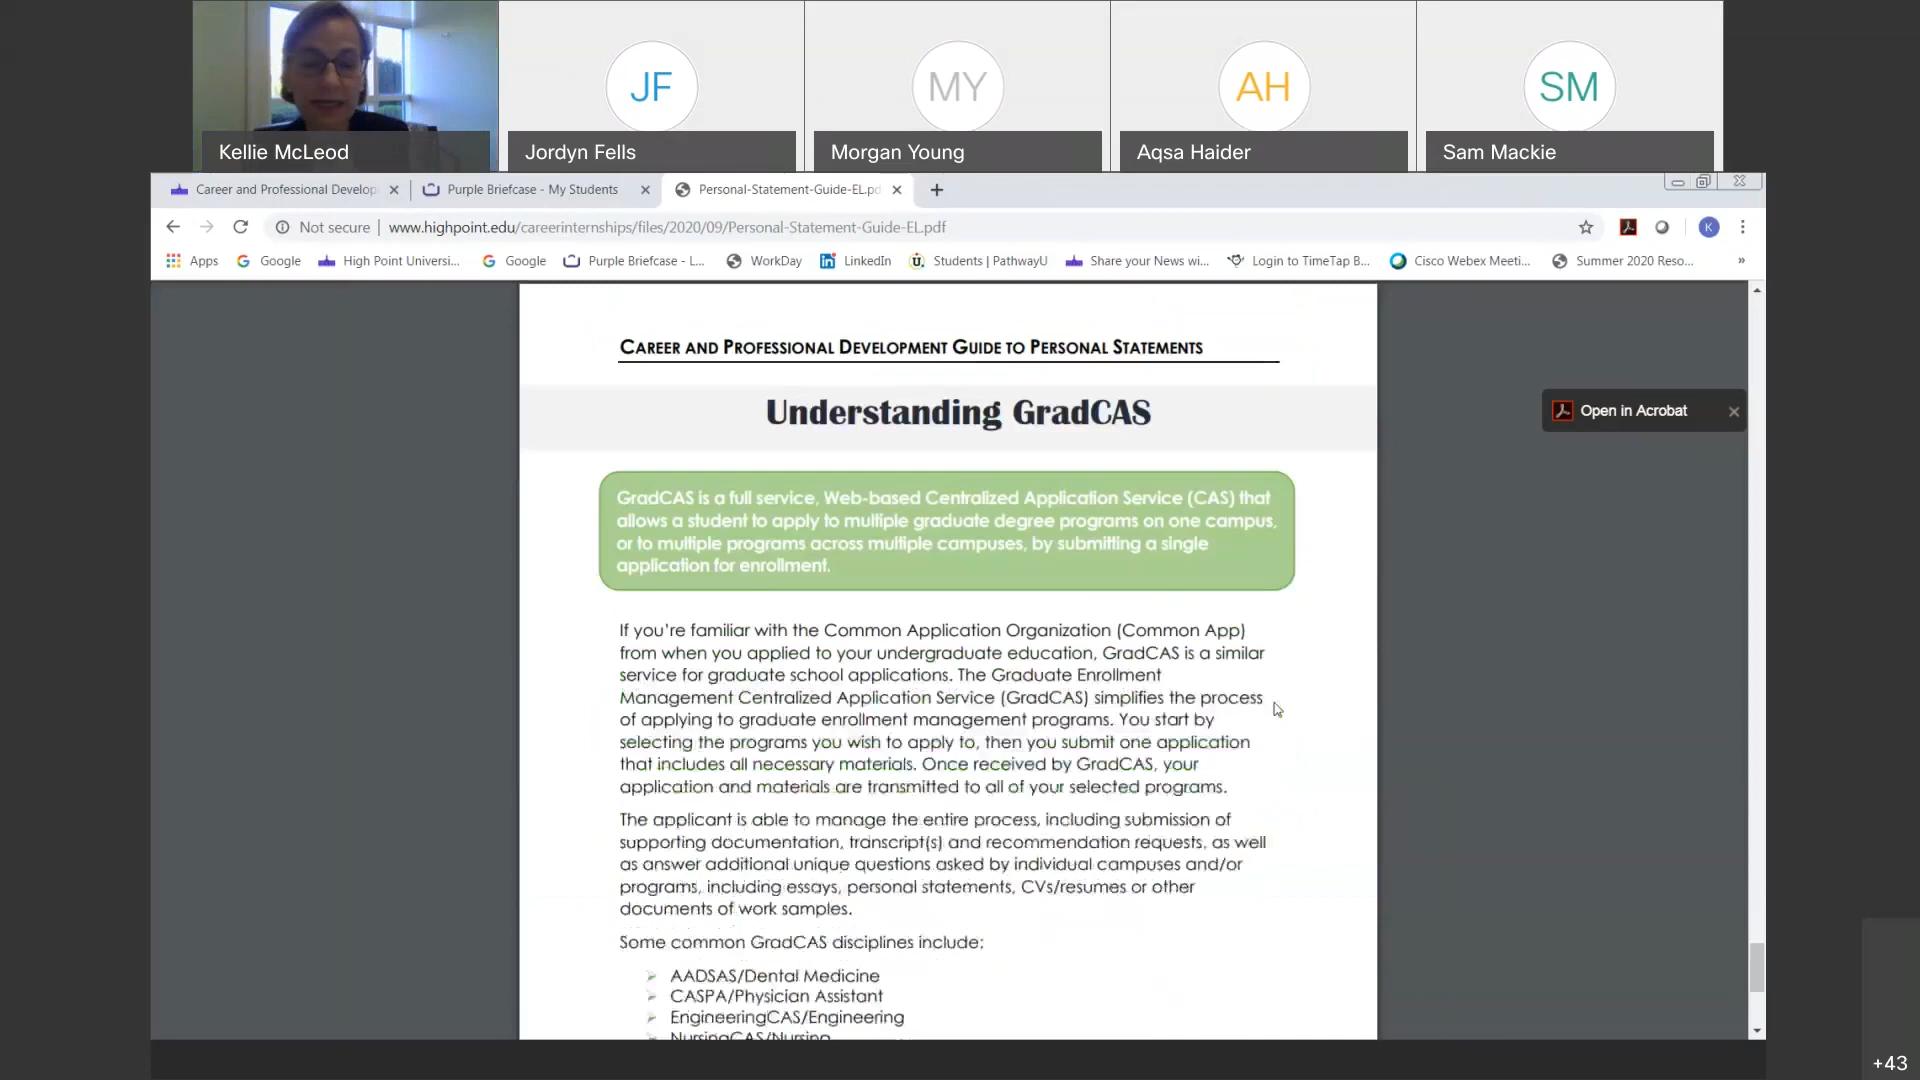 JF
MY
AH
SM
Kellie McLeod
Jordyn Fells
Morgan Young
Aqsa Haider
Sam Mackie
Career and Professional Develop
Purple Briefcase - My Students
Personal-Statement-Guide-EL.pd
Not secure
www.highpoint.edu/careerinternships/files/2020/09/Personal-Statement-Guide-EL.pdf
K
Apps
Google
High Point Universi...
Google
Purple Briefcase - L...
WorkDay
LinkedIn
Students | PathwayU
Share your News wi...
Login to TimeTap B...
Cisco Webex Meeti...
Summer 2020 Reso...
»
CAREER AND PROFESSIONAL DEVELOPMENT GUIDE TO PERSONAL STATEMENTS
Understanding GradCAS
Open in Acrobat
GradCAS is a full service, Web-based Centralized Application Service (CAS) that
allows a student to apply to multiple graduate degree programs on one campus,
or to multiple programs across multiple campuses, by submitting a single
application for enrollment.
If you're familiar with the Common Application Organization (Common App)
from when you applied to your undergraduate education, GradCAS is a similar
service for graduate school applications. The Graduate Enrollment
Management Centralized Application Service (GradCAS) simplifies the process
of applying to graduate enrollment management programs. You start by
selecting the programs you wish to apply to, then you submit one application
that includes all necessary materials. Once received by GradCAS, your
application and materials are transmitted to all of your selected programs.
The applicant is able to manage the entire process, including submission of
supporting documentation, transcript(s) and recommendation requests, as well
as answer additional unique questions asked by individual campuses and/or
programs, including essays, personal statements, CVs/resumes or other
documents of work samples.
Some common GradCAS disciplines include:
AADSAS/Dental Medicine
CASPA/Physician Assistant
EngineeringCAS/Engineering
NursingCAS/Nursing
+43